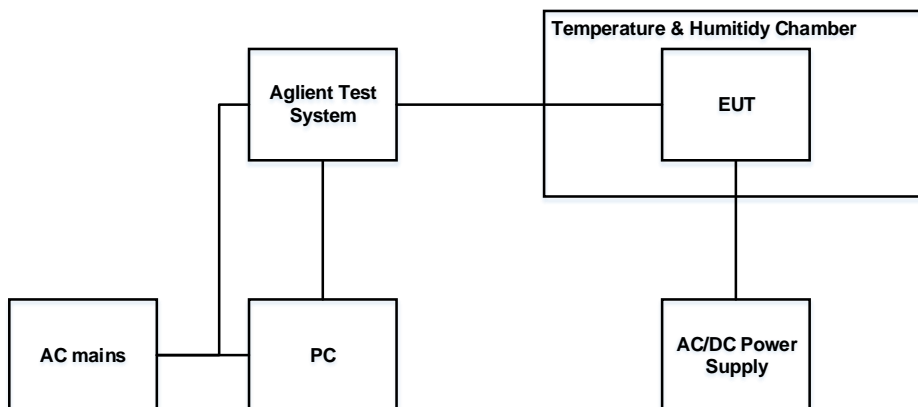 Temperature & Humitidy Chamber
Aglient Test
System
EUT
AC mains
PC
AC/DC Power
Supply